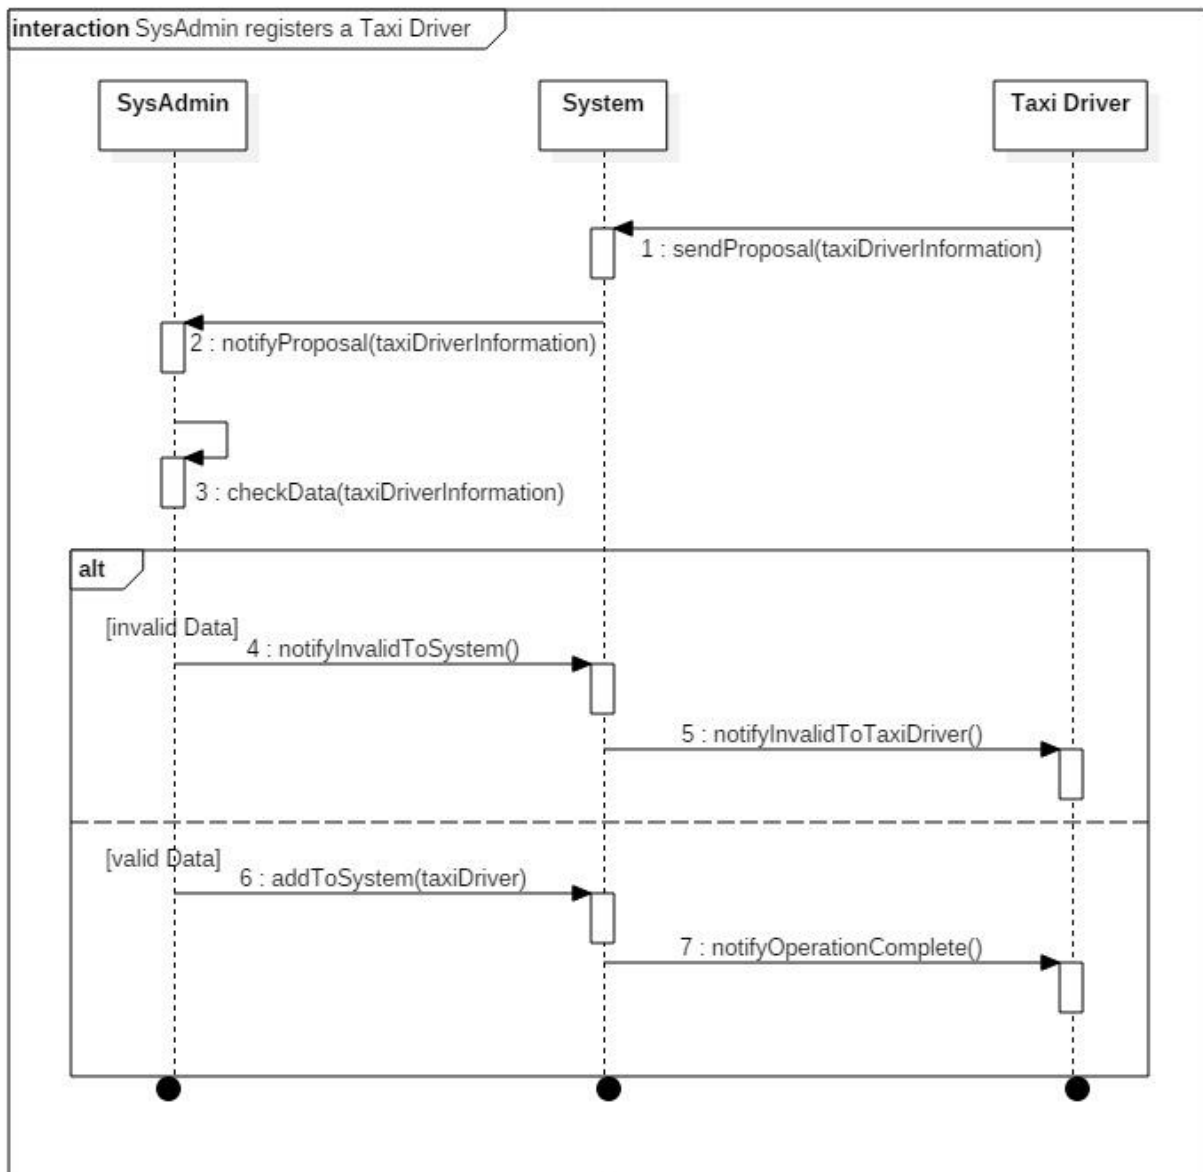 interaction SysAdmin registers a Taxi Driver
SysAdmin
System
Taxi Driver
1 : sendProposal(taxiDriverInformation)
2 : notifyProposal(taxiDriverInformation)
3 : checkData(taxiDriverInformation)
alt
[invalid Data]
4 : notifyInvalidToSystem()
5 : notifyInvalidToTaxiDriver()
[valid Data]
6 : addToSystem(taxiDriver)
7 : notifyOperationComplete()